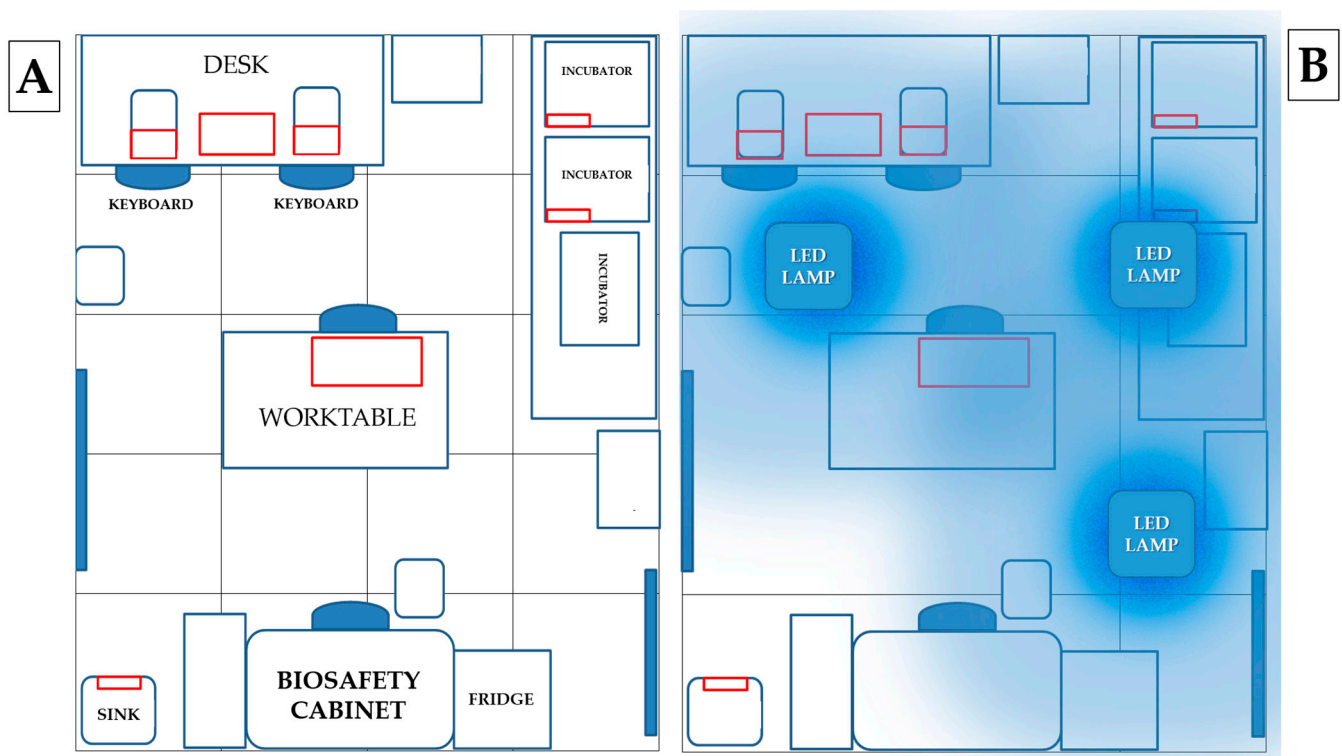 A
DESK
INCUBATOR
INCUBATOR
KEYBOARD
KEYBOARD
INCUBATOR
WORKTABLE
BIOSAFETY
CABINET
FRIDGE
SINK
B
LED
LAMP
LED
LAMP
LED
LAMP